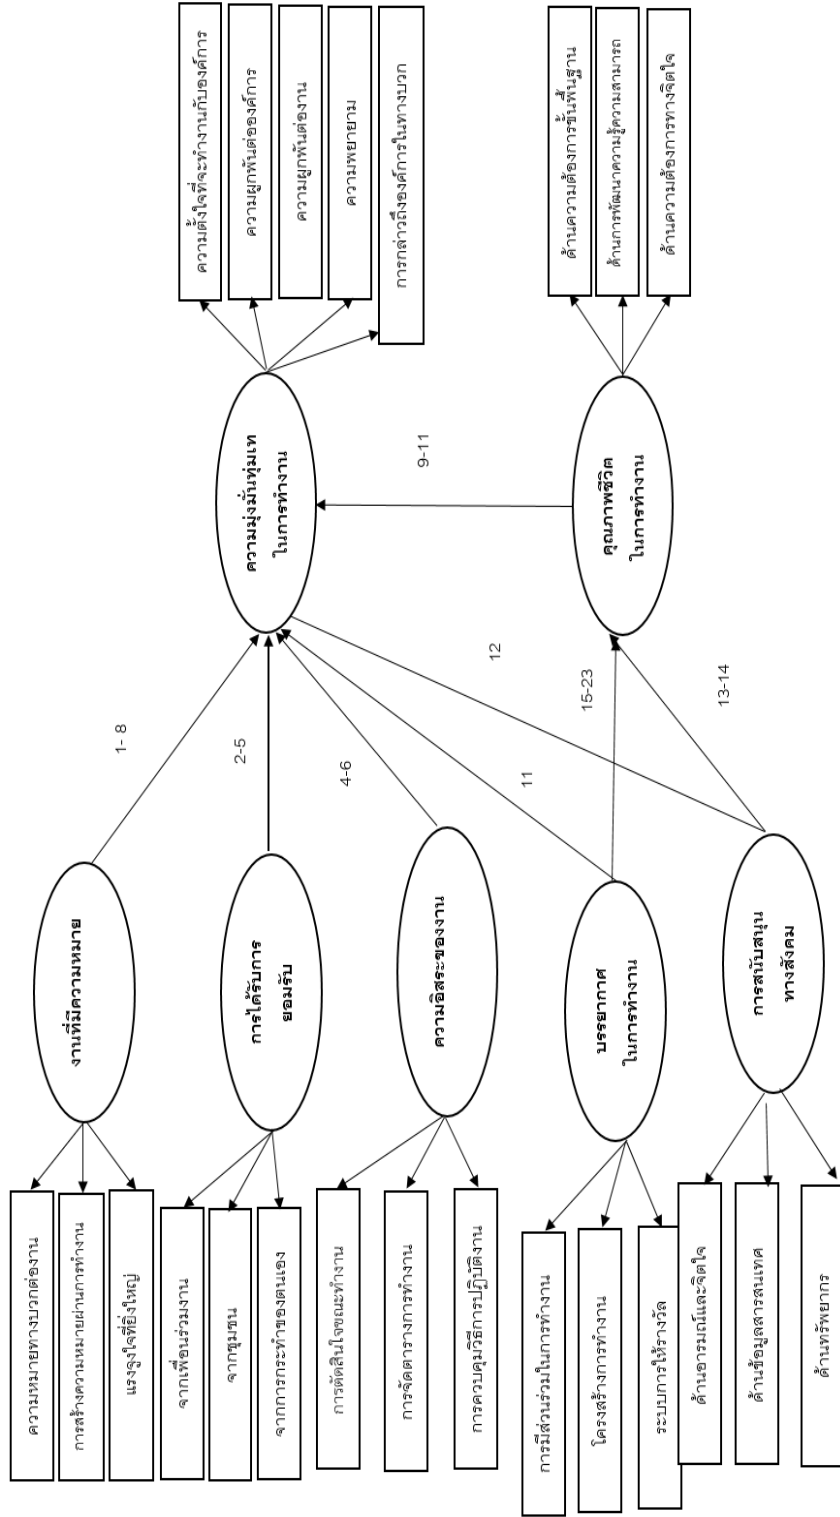 ความหมายทางบวกต่องาน
การสร้างความหมายผ่านการทำงาน
แรงจูงใจที่ยิ่งใหญ่
จากเพื่อนร่วมงาน
จากชุมชน
จากการกระทำของตนเอง
การตัดสินใจขณะทำงาน
การจัดตารางการทำงาน
การควบคุมวิธีการปฏิบัติงาน
การมีส่วนร่วมในการทำงาน
โครงสร้างการทำงาน
ระบบการให้รางวัล
ด้านอารมณ์และจิตใจ
ด้านข้อมูลสารสนเทศ
ด้านทรัพยากร
งานที่มีความหมาย
การได้รับการ
ยอมรับ
ความอิสระของงาน
บรรยากาศ
ในการทำงาน
การสนับสนุน
ทางสังคม
1- 8
2-5
4-6
11
12
15-23
13-14
ความมุ่งมั่นทุ่มเท
ในการทำงาน
9-11
คุณภาพชีวิต
ในการทำงาน
ความตั้งใจที่จะทำงานกับองค์การ
ความผูกพันต่อองค์การ
ความผูกพันต่องาน
ความพยายาม
การกล่าวถึงองค์การในทางบวก
ด้านความต้องการขั้นพื้นฐาน
ด้านการพัฒนาความรู้ความสามารถ
ด้านความต้องการทางจิตใจ